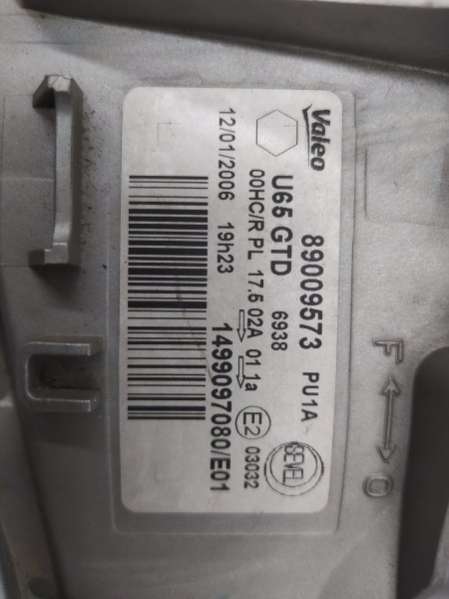 Valeo 89009573 PU1A
U65 GTD 6938 SEVEL
00HC/R PL 17.5 02A 01 1a E2 03032
12/01/2006 19h23 1499097080/E01
F O